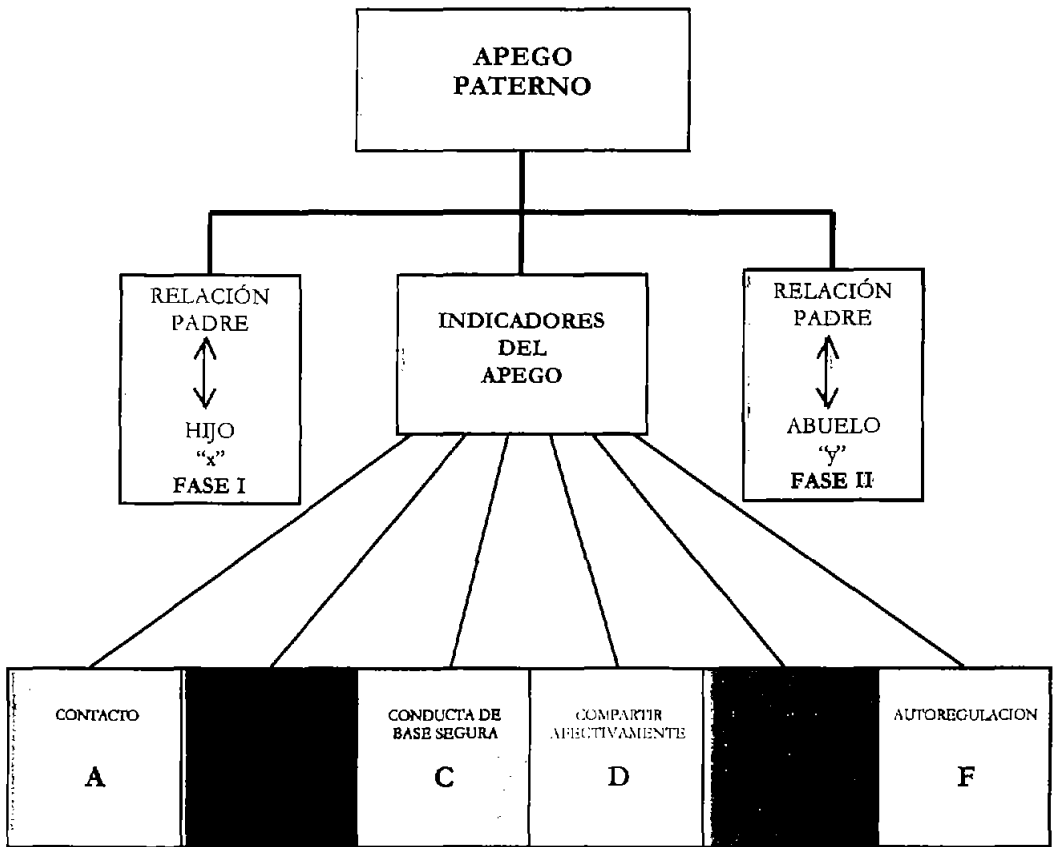 APEGO
PATERNO
RELACIÓN
PADRE
HIJO
“x”
FASE I
INDICADORES
DEL
APEGO
RELACIÓN
PADRE
ABUELO
“y”
FASE II
CONTACTO
A
CONDUCTA DE
BASE SEGURA
C
COMPARTIR
AFECTIVAMENTE
D
AUTOREGULACION
F